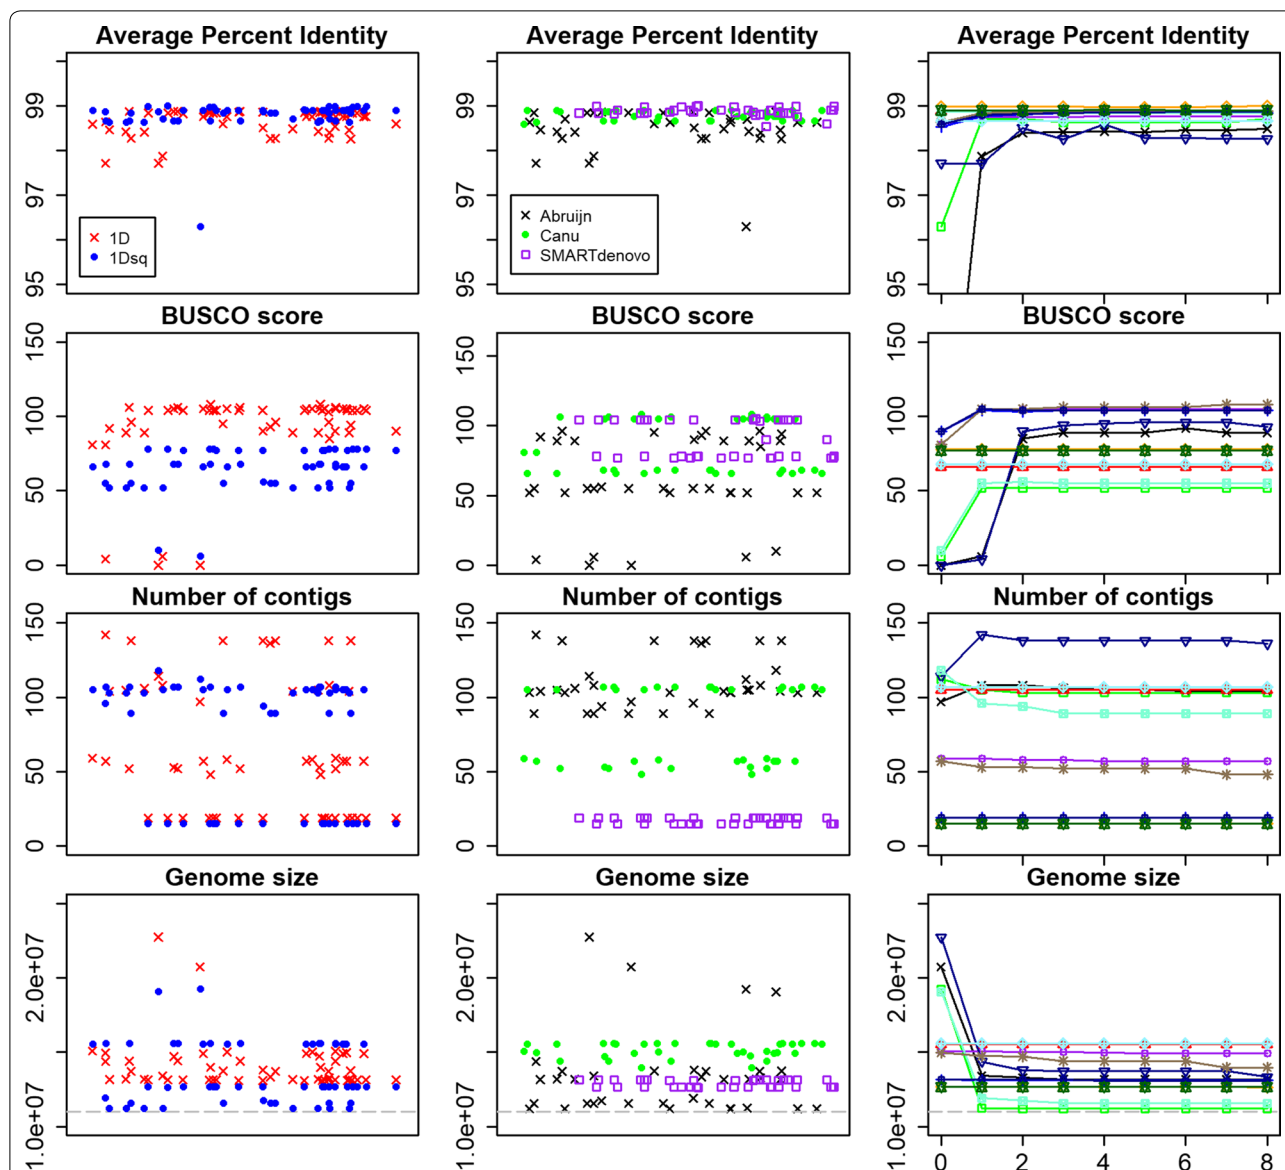 Average Percent Identity
Average Percent Identity
Average Percent Identity
99
97
95
1D
1Dsq
99
97
95
Abruijn
Canu
SMARTdenovo
99
97
95
BUSCO score
BUSCO score
BUSCO score
150
100
50
0
150
100
50
0
150
100
50
0
Number of contigs
Number of contigs
Number of contigs
150
100
50
0
150
100
50
0
150
100
50
0
Genome size
Genome size
Genome size
2.0e+07
1.0e+07
2.0e+07
1.0e+07
2.0e+07
1.0e+07
0 2 4 6 8